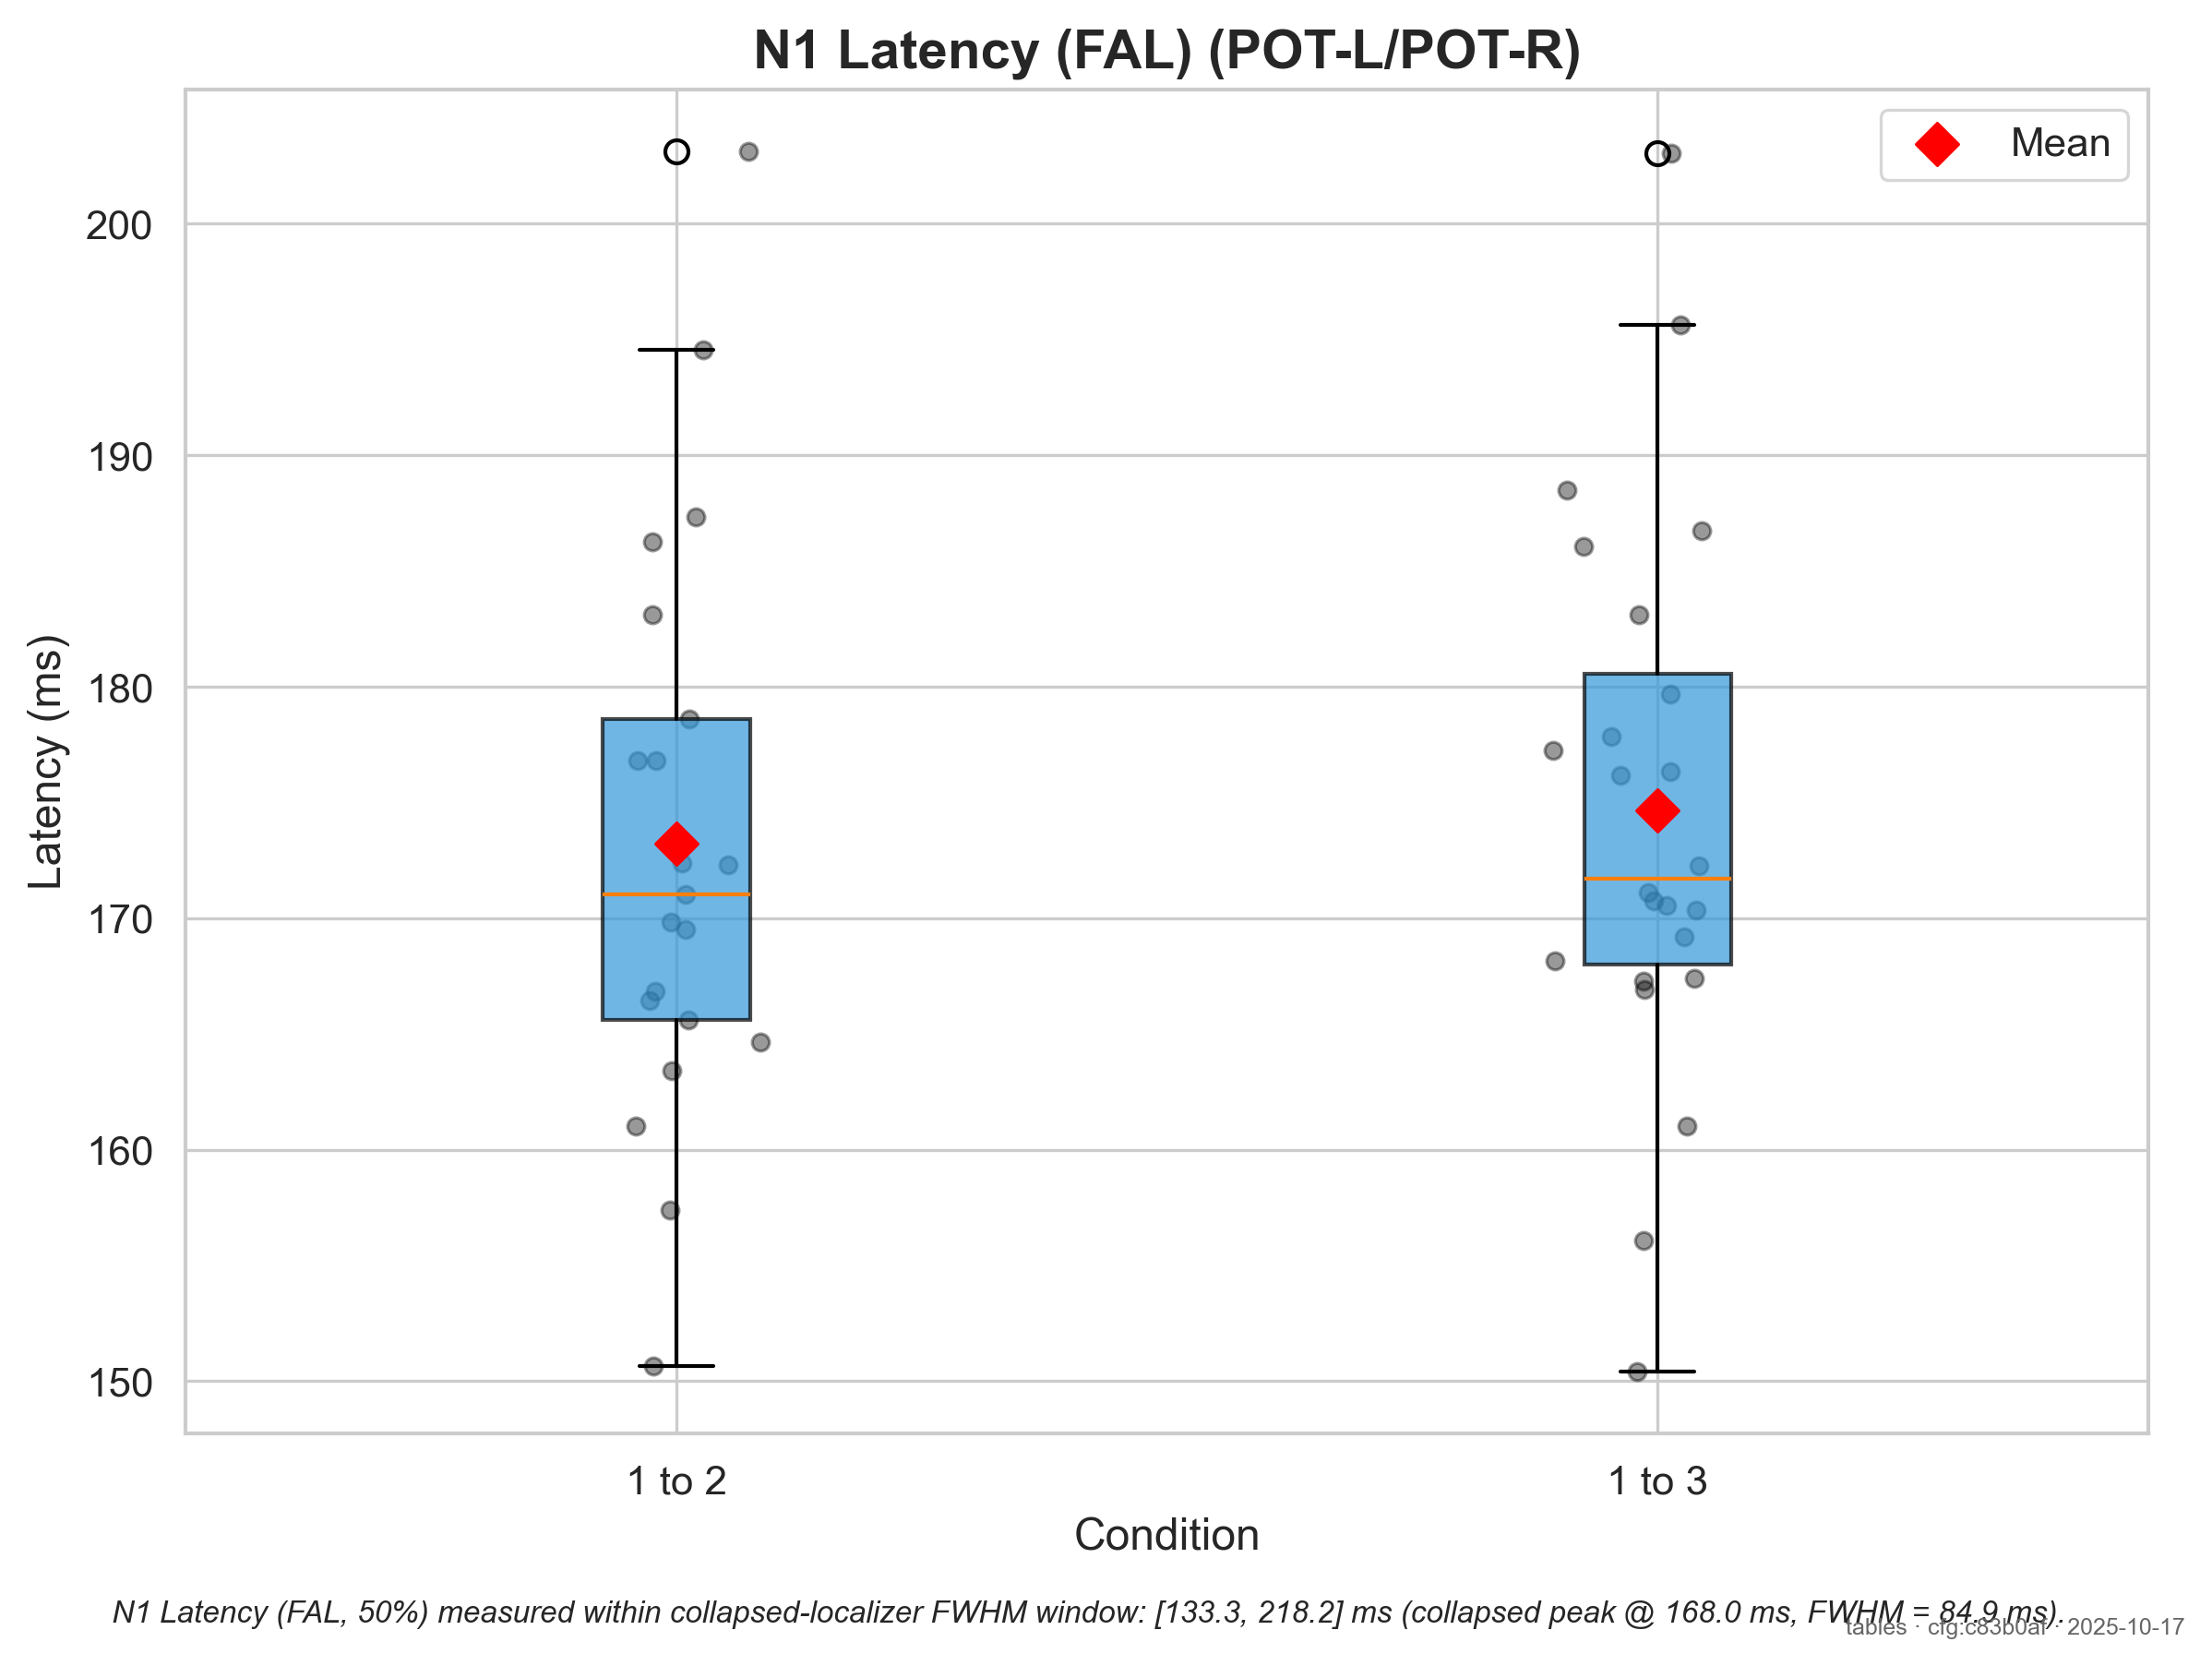 N1 Latency (FAL) (POT-L/POT-R)
Mean
Latency (ms)
200
190
180
170
160
150
1 to 2
1 to 3
Condition
N1 Latency (FAL, 50%) measured within collapsed-localizer FWHM window: [133.3, 218.2] ms (collapsed peak @ 168.0 ms, FWHM = 84.9 ms).
tables · cfg:c83b0af · 2025-10-17